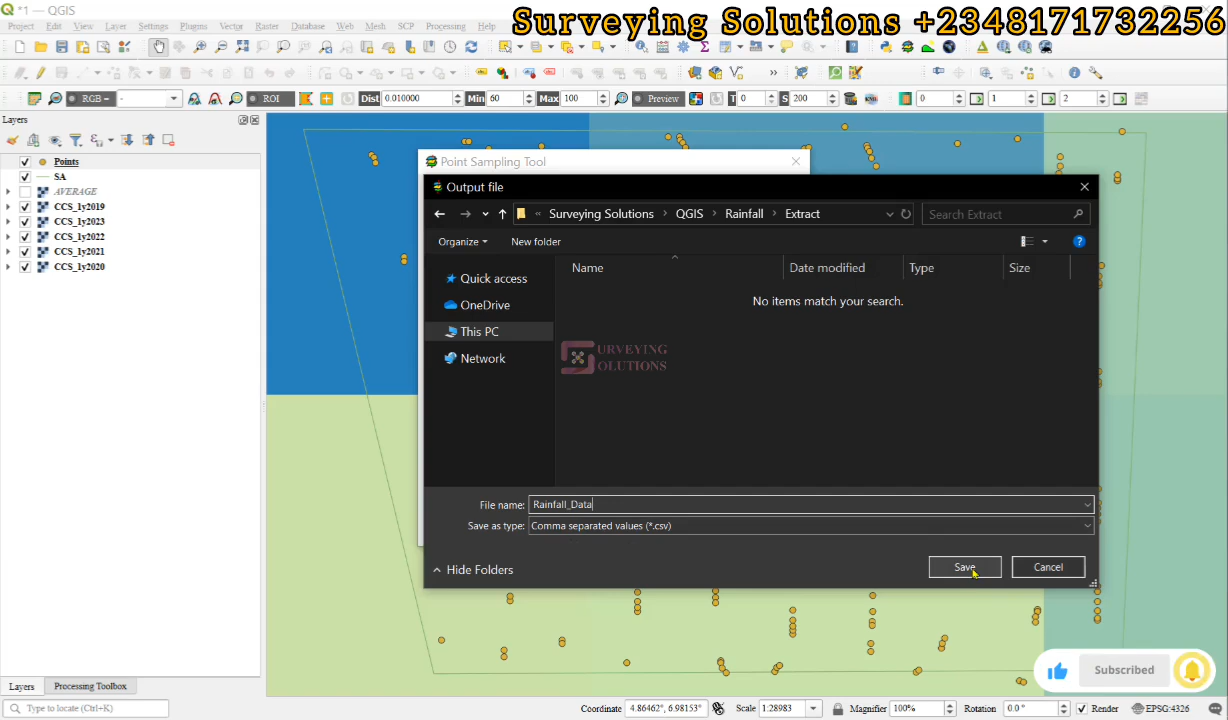 *1 — QGIS
Surveying Solutions +2348171732256
Project Edit View Layer Settings Plugins Vector Raster Database Web Mesh SCP Processing Help
RGB = - ROI Dist 0.010000 Min 60 Max 100 Preview T 0 S 200 0 1 2
Layers
Points
SA
AVERAGE
CCS_1y2019
CCS_1y2023
CCS_1y2022
CCS_1y2021
CCS_1y2020
Point Sampling Tool
Output file
« Surveying Solutions > QGIS > Rainfall > Extract
Search Extract
Organize New folder
Name Date modified Type Size
Quick access
OneDrive
This PC
Network
No items match your search.
SURVEYING
SOLUTIONS
File name: Rainfall_Data
Save as type: Comma separated values (*.csv)
Hide Folders
Save Cancel
Subscribed
Layers Processing Toolbox
Type to locate (Ctrl+K)
Coordinate 4.86462°, 6.98153° Scale 1:28983 Magnifier 100% Rotation 0.0 ° Render EPSG:4326